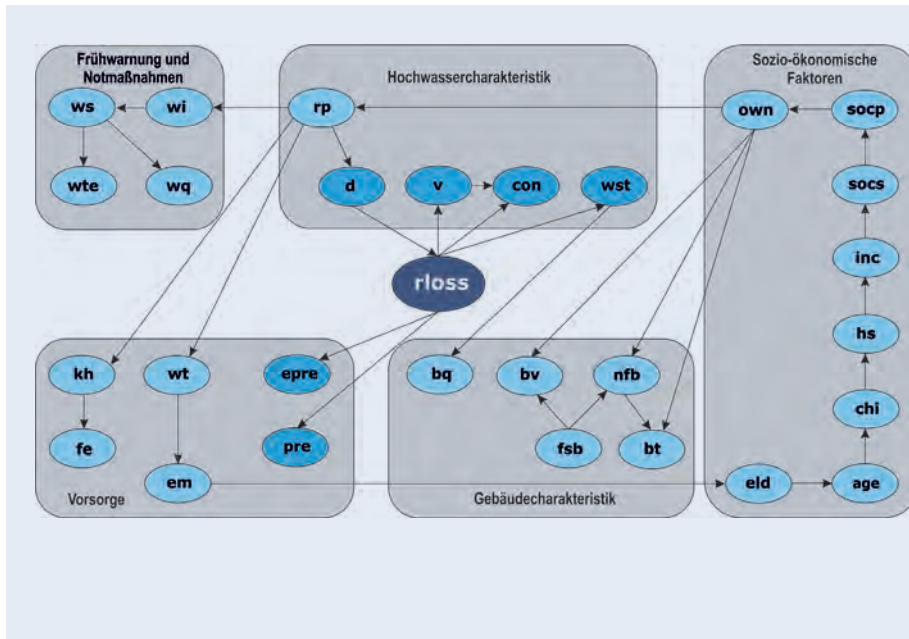 Frühwarnung und
Notmaßnahmen
ws
wi
wte
wq
Hochwassercharakteristik
rp
d
v
con
wst
Sozio-ökonomische
Faktoren
own
socp
socs
inc
hs
chi
eld
age
rloss
kh
wt
epre
fe
pre
em
Vorsorge
bq
bv
nfb
fsb
bt
Gebäudecharakteristik